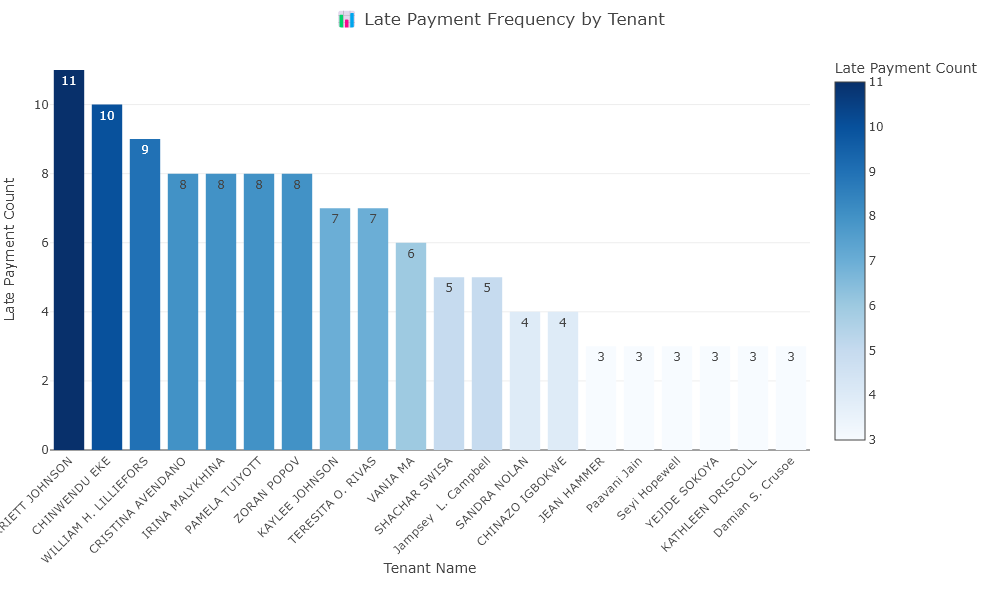 📊 Late Payment Frequency by Tenant
Late Payment Count
11
10
9
8
7
6
5
4
3
Late Payment Count
10
8
6
4
2
0
11
10
9
8
8
8
8
7
7
6
5
5
4
4
3
3
3
3
3
3
RRIETT JOHNSON
CHINWENDU EKE
WILLIAM H. LILLIEFORS
CRISTINA AVENDANO
IRINA MALYKHINA
PAMELA TUIYOTT
ZORAN POPOV
KAYLEE JOHNSON
TERESITA O. RIVAS
VANIA MA
SHACHAR SWISA
Jampsey  L. Campbell
SANDRA NOLAN
CHINAZO IGBOKWE
JEAN HAMMER
Paavani Jain
Seyi Hopewell
YEJIDE SOKOYA
KATHLEEN DRISCOLL
Damian S. Crusoe
Tenant Name